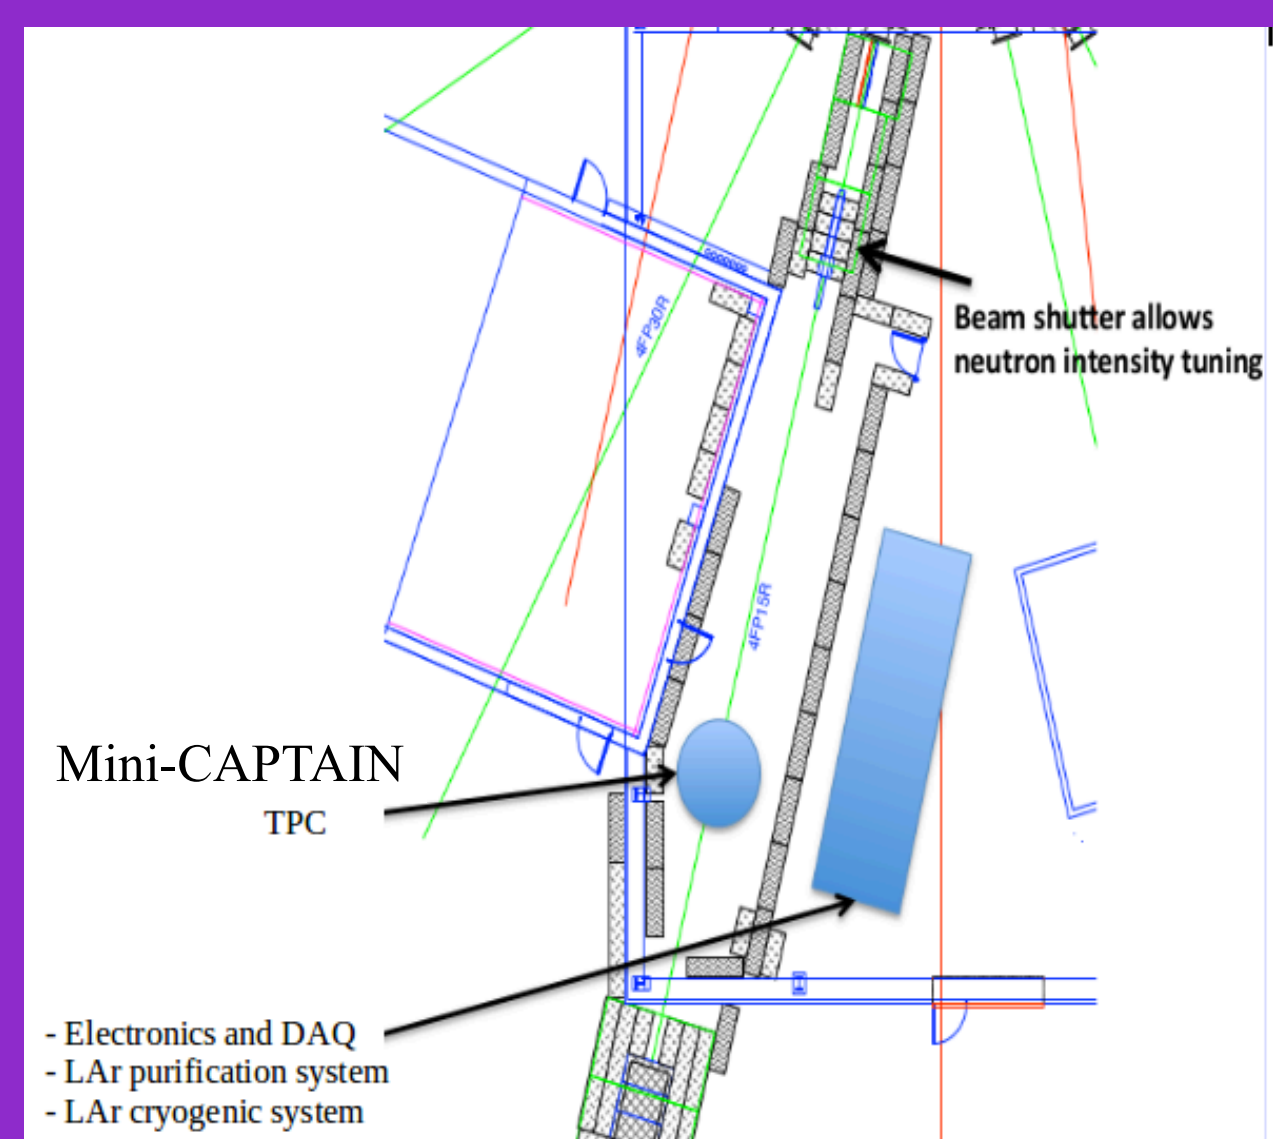 4FP30R
Beam shutter allows
neutron intensity tuning
4FP15R
Mini-CAPTAIN
TPC
- Electronics and DAQ
- LAr purification system
- LAr cryogenic system